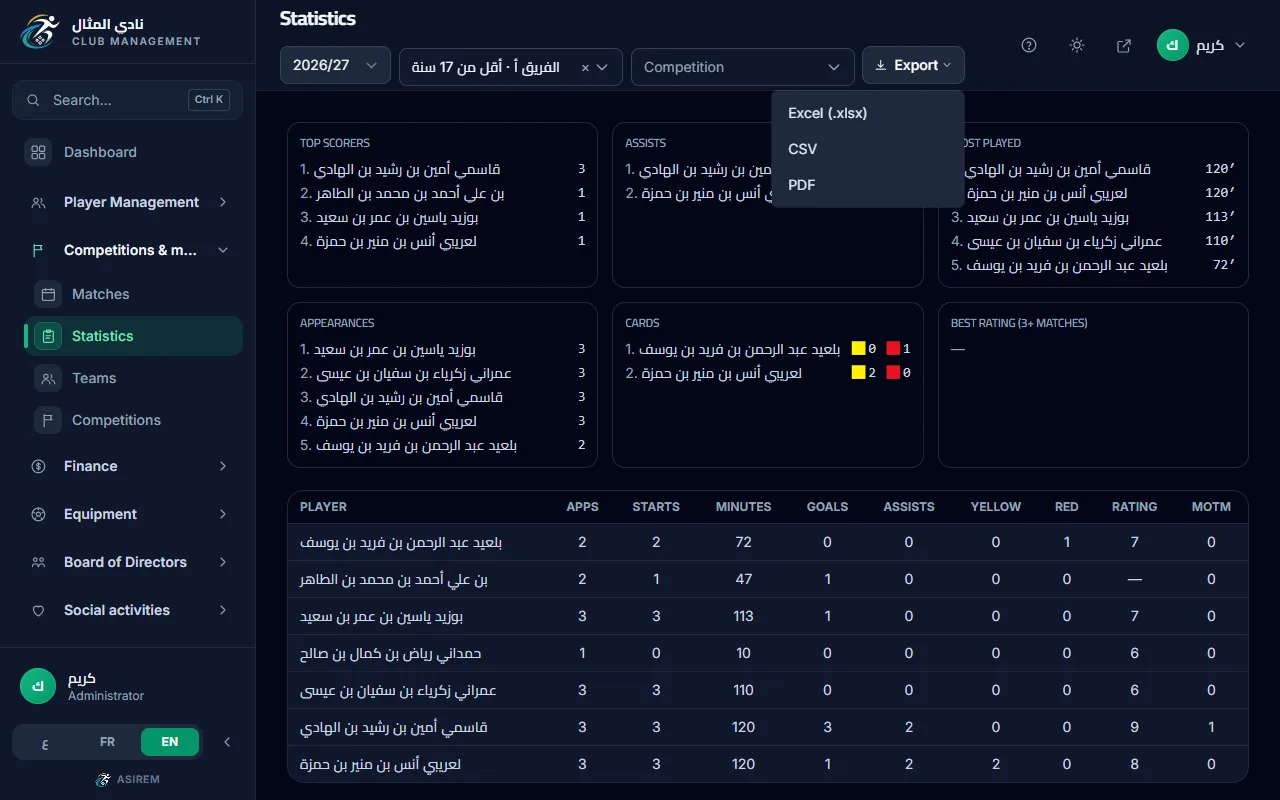 نادي المثال
CLUB MANAGEMENT
Search...
Ctrl K
Dashboard
Player Management
Competitions & m...
Matches
Statistics
Teams
Competitions
Finance
Equipment
Board of Directors
Social activities
ك
كريم
Administrator
ع FR EN
ASIREM
Statistics
2026/27
الفريق أ · أقل من 17 سنة ×
Competition
Export
ك كريم
Excel (.xlsx)
CSV
PDF
TOP SCORERS
1. قاسمي أمين بن رشيد بن الهادي 3
2. بن علي أحمد بن محمد بن الطاهر 1
3. بوزيد ياسين بن عمر بن سعيد 1
4. لعريبي أنس بن منير بن حمزة 1
ASSISTS
1. مين بن رشيد بن الهادي
2. أنس بن منير بن حمزة
OST PLAYED
قاسمي أمين بن رشيد بن الهادي 120′
لعريبي أنس بن منير بن حمزة 120′
3. بوزيد ياسين بن عمر بن سعيد 113′
4. عمراني زكرياء بن سفيان بن عيسى 110′
5. بلعيد عبد الرحمن بن فريد بن يوسف 72′
APPEARANCES
1. بوزيد ياسين بن عمر بن سعيد 3
2. عمراني زكرياء بن سفيان بن عيسى 3
3. قاسمي أمين بن رشيد بن الهادي 3
4. لعريبي أنس بن منير بن حمزة 3
5. بلعيد عبد الرحمن بن فريد بن يوسف 2
CARDS
1. بلعيد عبد الرحمن بن فريد بن يوسف 0 1
2. لعريبي أنس بن منير بن حمزة 2 0
BEST RATING (3+ MATCHES)
—
PLAYER APPS STARTS MINUTES GOALS ASSISTS YELLOW RED RATING MOTM
بلعيد عبد الرحمن بن فريد بن يوسف 2 2 72 0 0 0 1 7 0
بن علي أحمد بن محمد بن الطاهر 2 1 47 1 0 0 0 — 0
بوزيد ياسين بن عمر بن سعيد 3 3 113 1 0 0 0 7 0
حمداني رياض بن كمال بن صالح 1 0 10 0 0 0 0 6 0
عمراني زكرياء بن سفيان بن عيسى 3 3 110 0 0 0 0 6 0
قاسمي أمين بن رشيد بن الهادي 3 3 120 3 2 0 0 9 1
لعريبي أنس بن منير بن حمزة 3 3 120 1 2 2 0 8 0